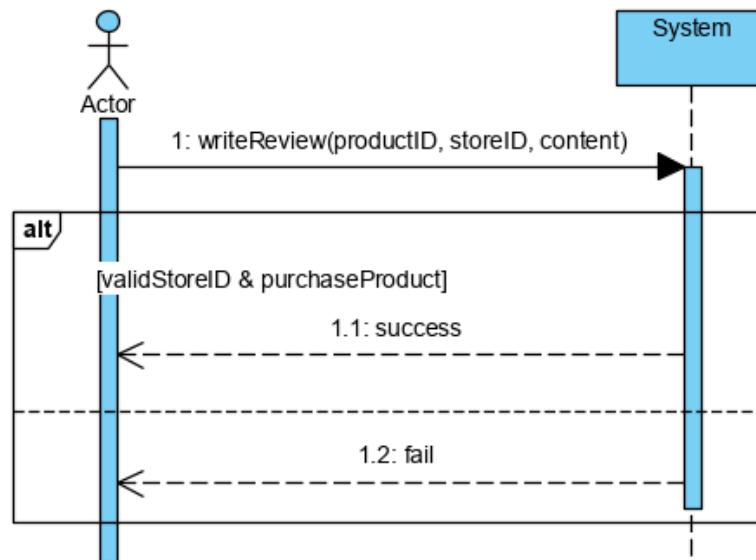 System
Actor
1: writeReview(productID, storeID, content)
alt
[validStoreID & purchaseProduct]
1.1: success
1.2: fail